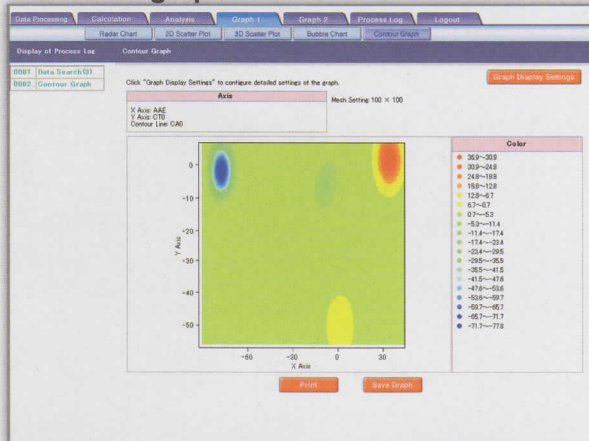 Data Processing Calculation Analysis Graph 1 Graph 2 Process Log Logout
Radar Chart 2D Scatter Plot 3D Scatter Plot Bubble Chart Contour Graph
Display of Process Log Contour Graph
0001 Data Search(3)
0002 Contour Graph
Graph Display Settings
Click "Graph Display Settings" to configure detailed settings of the graph.
Axis
Mesh Setting: 100 × 100
X Axis: AAE
Y Axis: CT0
Contour Line: CA0
Color
36.9~30.9
30.9~24.8
24.8~18.8
18.8~12.8
12.8~6.7
6.7~0.7
0.7~-5.3
-5.3~-11.4
-11.4~-17.4
-17.4~-23.4
-23.4~-29.5
-29.5~-35.5
-35.5~-41.5
-41.5~-47.6
-47.6~-53.6
-53.6~-59.7
-59.7~-65.7
-65.7~-71.7
-71.7~-77.8
0
-10
-20
-30
-40
-50
Y Axis
-60 -30 0 30
X Axis
Print Save Graph